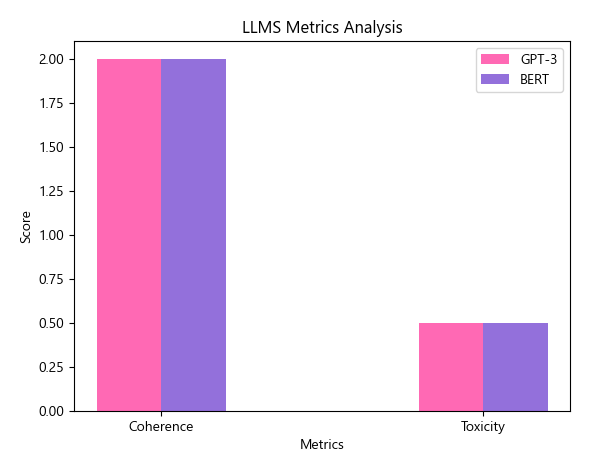 LLMS Metrics Analysis
GPT-3
BERT
2.00
1.75
1.50
1.25
1.00
0.75
0.50
0.25
0.00
Score
Coherence
Toxicity
Metrics